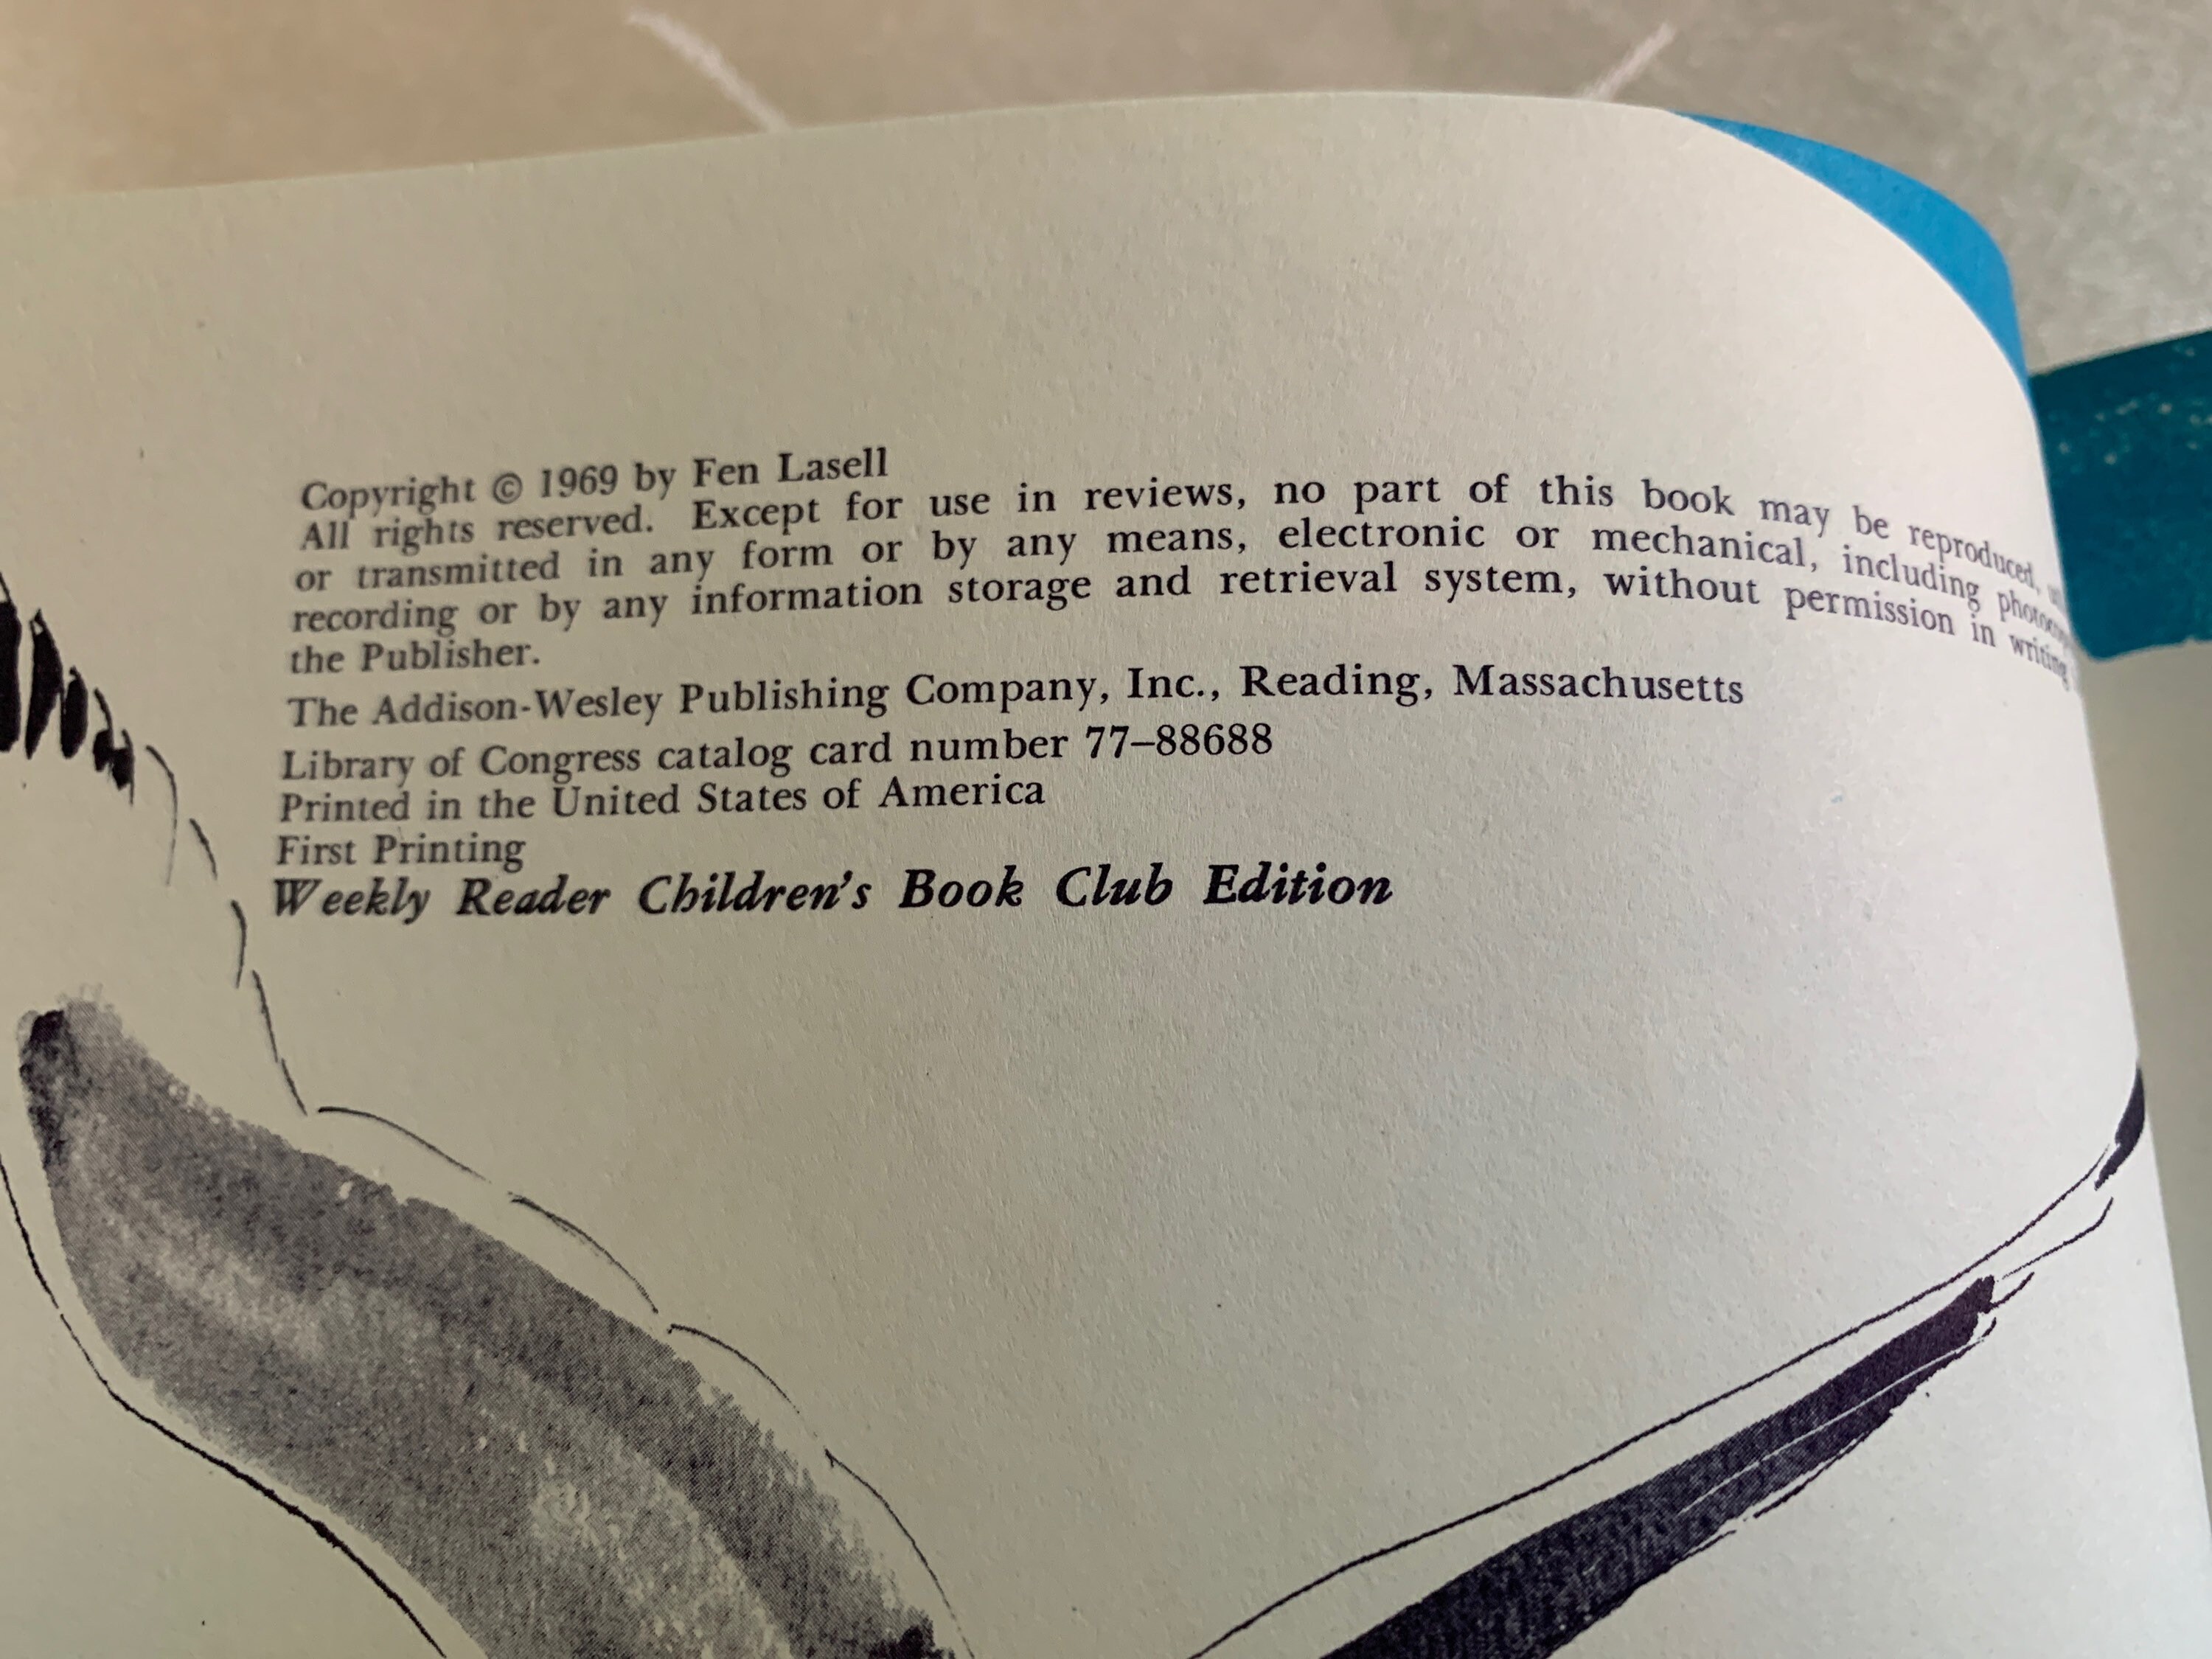 Copyright © 1969 by Fen Lasell
All rights reserved. Except for use in reviews, no part of this book may be reproduced,
or transmitted in any form or by any means, electronic or mechanical, including
recording or by any information storage and retrieval system, without permission in writing
the Publisher.
The Addison-Wesley Publishing Company, Inc., Reading, Massachusetts
Library of Congress catalog card number 77–88688
Printed in the United States of America
First Printing
Weekly Reader Children's Book Club Edition